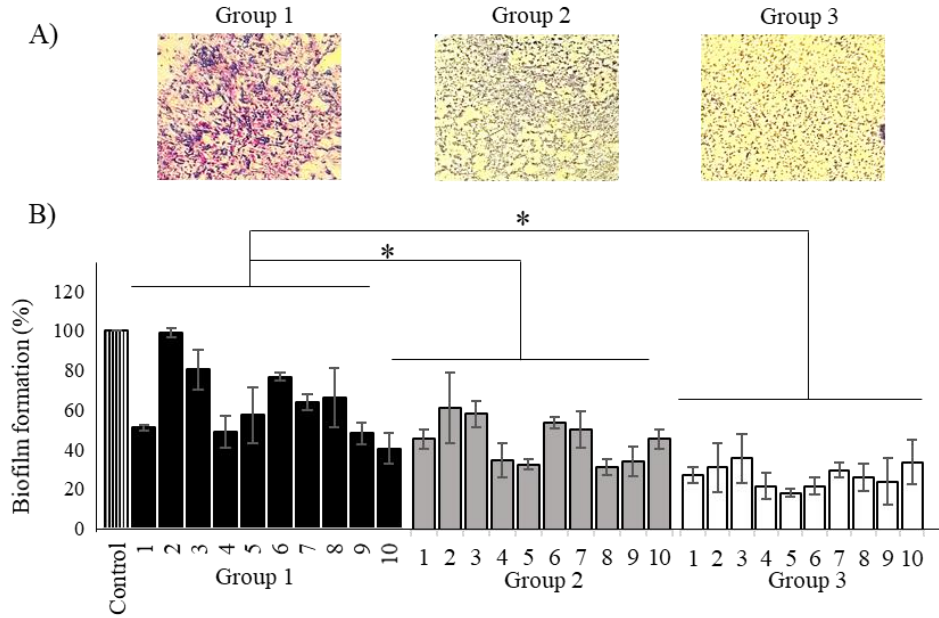 Group 1 Group 2 Group 3
A)
B)
*
*
Biofilm formation (%)
120
100
80
60
40
20
0
Control 1 2 3 4 5 6 7 8 9 10 1 2 3 4 5 6 7 8 9 10 1 2 3 4 5 6 7 8 9 10
Group 1 Group 2 Group 3